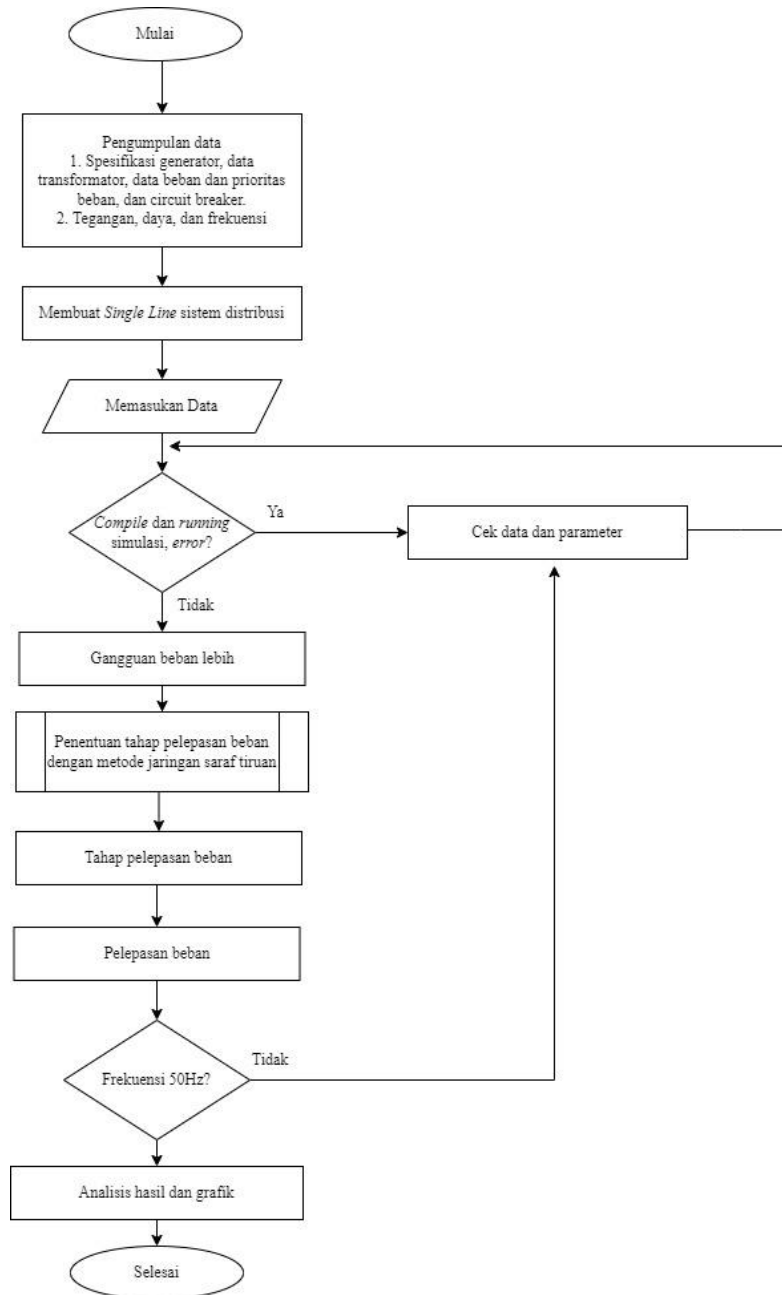 Mulai
Pengumpulan data
1. Spesifikasi generator, data
transformator, data beban dan prioritas
beban, dan circuit breaker.
2. Tegangan, daya, dan frekuensi
Membuat Single Line sistem distribusi
Memasukan Data
Compile dan running
simulasi, error?
Ya
Cek data dan parameter
Tidak
Gangguan beban lebih
Penentuan tahap pelepasan beban
dengan metode jaringan saraf tiruan
Tahap pelepasan beban
Pelepasan beban
Frekuensi 50Hz?
Tidak
Analisis hasil dan grafik
Selesai